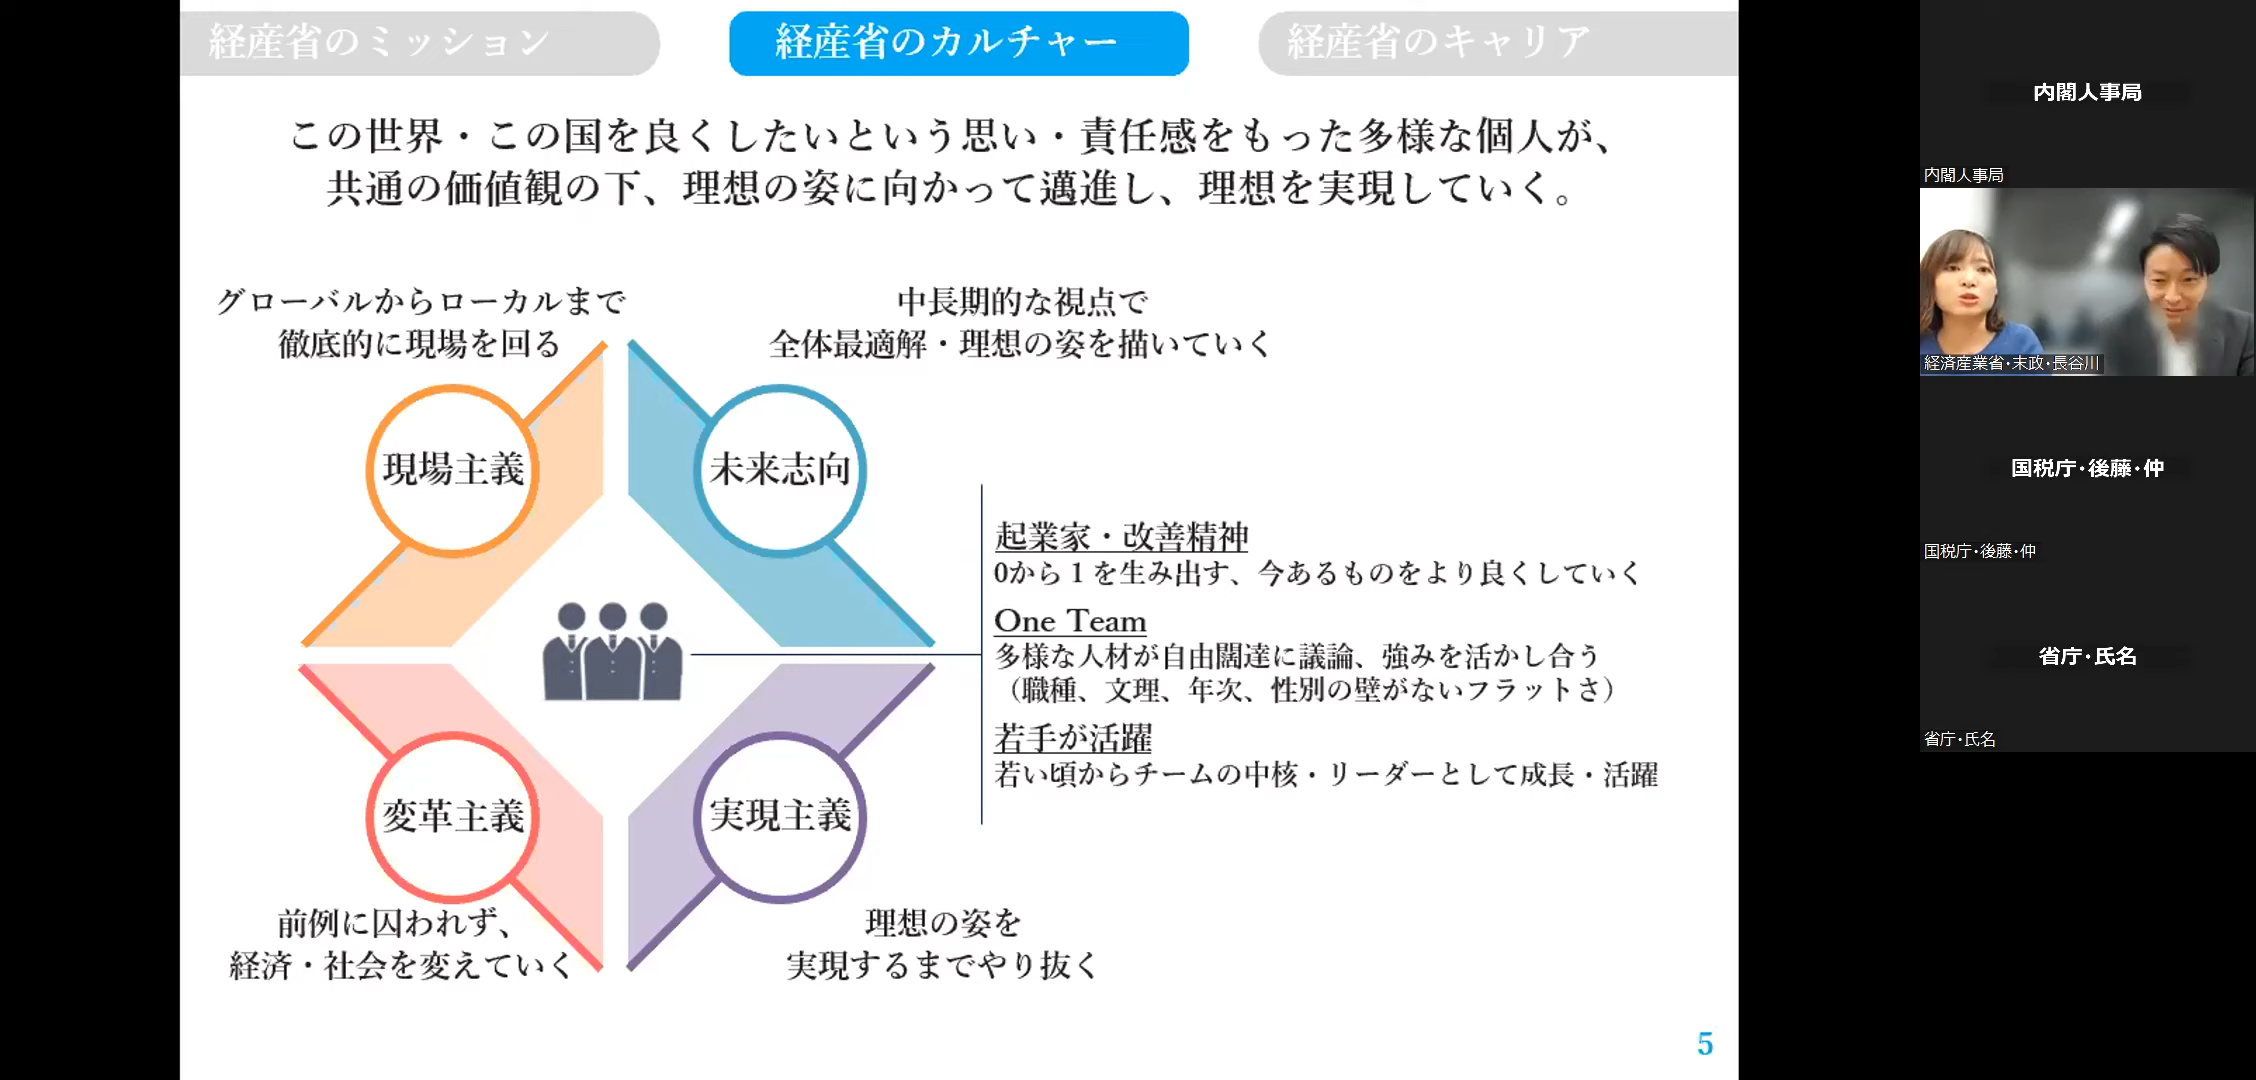 経産省のミッション
経産省のカルチャー
経産省のキャリア
この世界・この国を良くしたいという思い・責任感をもった多様な個人が、
共通の価値観の下、理想の姿に向かって邁進し、理想を実現していく。
グローバルからローカルまで
徹底的に現場を回る
中長期的な視点で
全体最適解・理想の姿を描いていく
現場主義
未来志向
起業家・改善精神
0から１を生み出す、今あるものをより良くしていく
One Team
多様な人材が自由闊達に議論、強みを活かし合う
（職種、文理、年次、性別の壁がないフラットさ）
若手が活躍
若い頃からチームの中核・リーダーとして成長・活躍
変革主義
実現主義
前例に囚われず、
経済・社会を変えていく
理想の姿を
実現するまでやり抜く
5
内閣人事局
内閣人事局
経済産業省・末政・長谷川
国税庁・後藤・仲
国税庁・後藤・仲
省庁・氏名
省庁・氏名